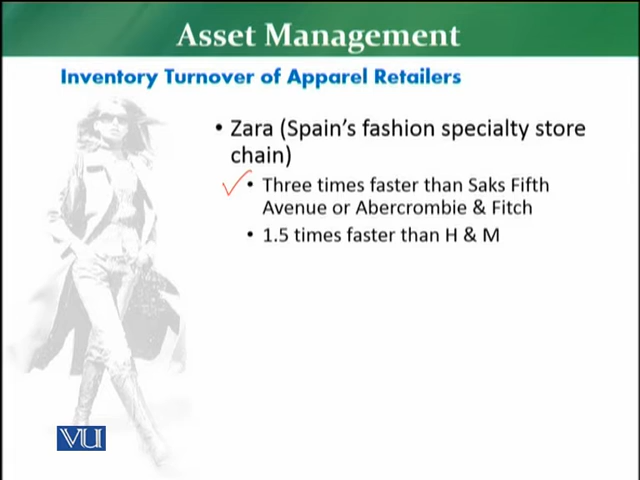 Asset Management
Inventory Turnover of Apparel Retailers
• Zara (Spain's fashion specialty store
chain)
• Three times faster than Saks Fifth
Avenue or Abercrombie & Fitch
• 1.5 times faster than H & M
VU